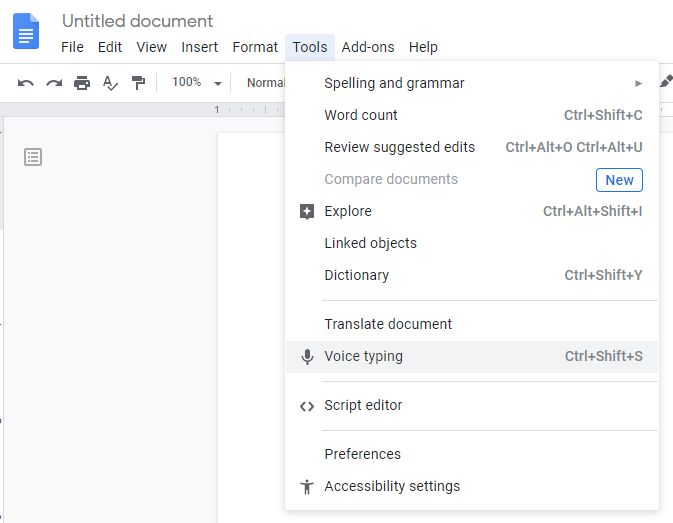 Untitled document
File Edit View Insert Format Tools Add-ons Help
100%
1
Spelling and grammar
Word count Ctrl+Shift+C
Review suggested edits Ctrl+Alt+O Ctrl+Alt+U
Compare documents New
Explore Ctrl+Alt+Shift+I
Linked objects
Dictionary Ctrl+Shift+Y
Translate document
Voice typing Ctrl+Shift+S
Script editor
Preferences
Accessibility settings